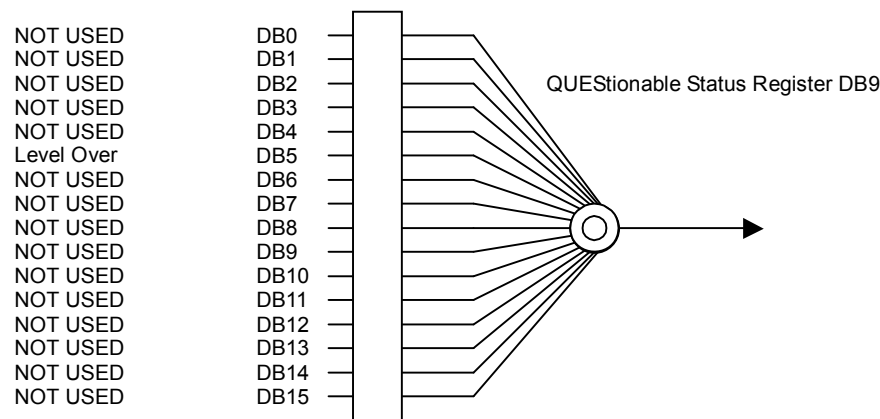 NOT USED DB0
NOT USED DB1
NOT USED DB2
QUEStionable Status Register DB9
NOT USED DB3
NOT USED DB4
Level Over DB5
NOT USED DB6
NOT USED DB7
NOT USED DB8
NOT USED DB9
NOT USED DB10
NOT USED DB11
NOT USED DB12
NOT USED DB13
NOT USED DB14
NOT USED DB15